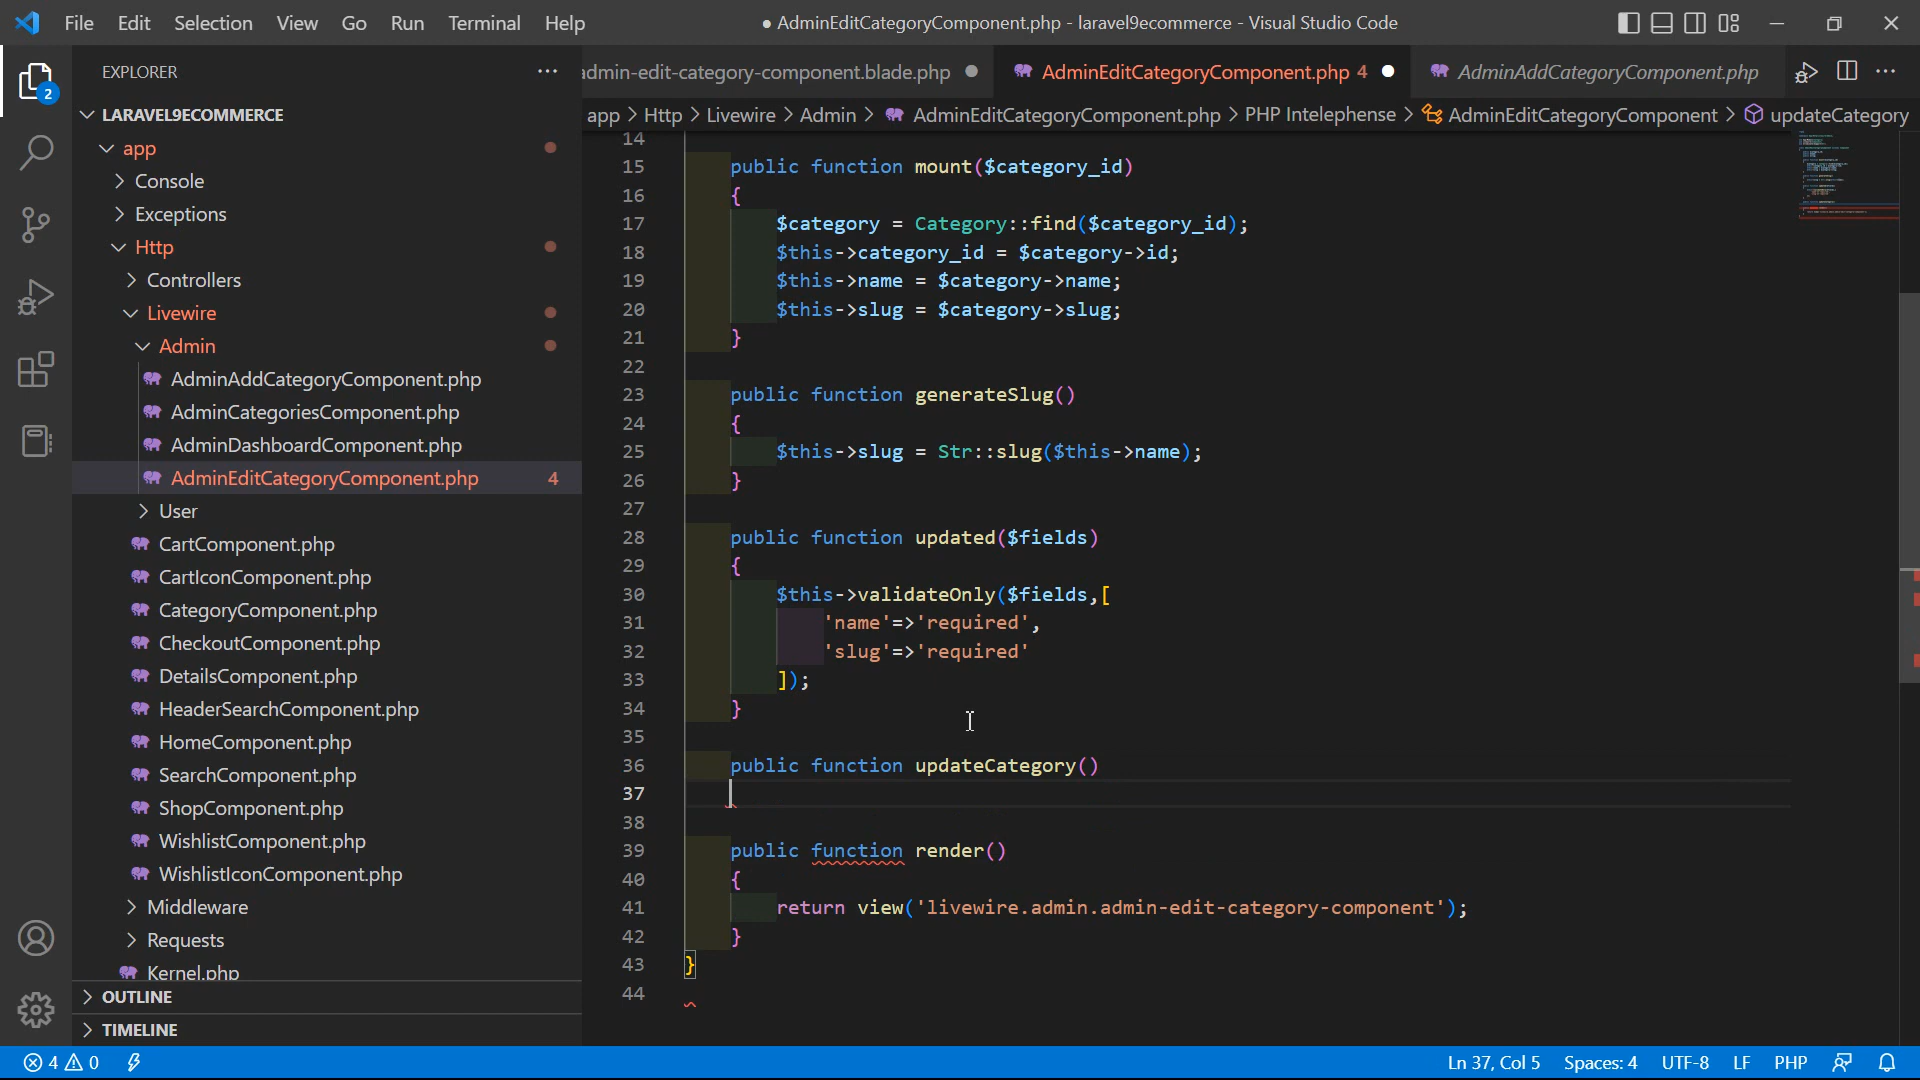 File Edit Selection View Go Run Terminal Help
● AdminEditCategoryComponent.php - laravel9ecommerce - Visual Studio Code
EXPLORER
dmin-edit-category-component.blade.php
AdminEditCategoryComponent.php 4
AdminAddCategoryComponent.php
app > Http > Livewire > Admin > AdminEditCategoryComponent.php > PHP Intelephense > AdminEditCategoryComponent > updateCategory
2
LARAVEL9ECOMMERCE
app
Console
Exceptions
Http
Controllers
Livewire
Admin
AdminAddCategoryComponent.php
AdminCategoriesComponent.php
AdminDashboardComponent.php
AdminEditCategoryComponent.php 4
User
CartComponent.php
CartIconComponent.php
CategoryComponent.php
CheckoutComponent.php
DetailsComponent.php
HeaderSearchComponent.php
HomeComponent.php
SearchComponent.php
ShopComponent.php
WishlistComponent.php
WishlistIconComponent.php
Middleware
Requests
Kernel.php
OUTLINE
TIMELINE
14
15 public function mount($category_id)
16 {
17 $category = Category::find($category_id);
18 $this->category_id = $category->id;
19 $this->name = $category->name;
20 $this->slug = $category->slug;
21 }
22
23 public function generateSlug()
24 {
25 $this->slug = Str::slug($this->name);
26 }
27
28 public function updated($fields)
29 {
30 $this->validateOnly($fields,[
31 'name'=>'required',
32 'slug'=>'required'
33 ]);
34 }
35
36 public function updateCategory()
37
38
39 public function render()
40 {
41 return view('livewire.admin.admin-edit-category-component');
42 }
43 }
44
4 0
Ln 37, Col 5 Spaces: 4 UTF-8 LF PHP